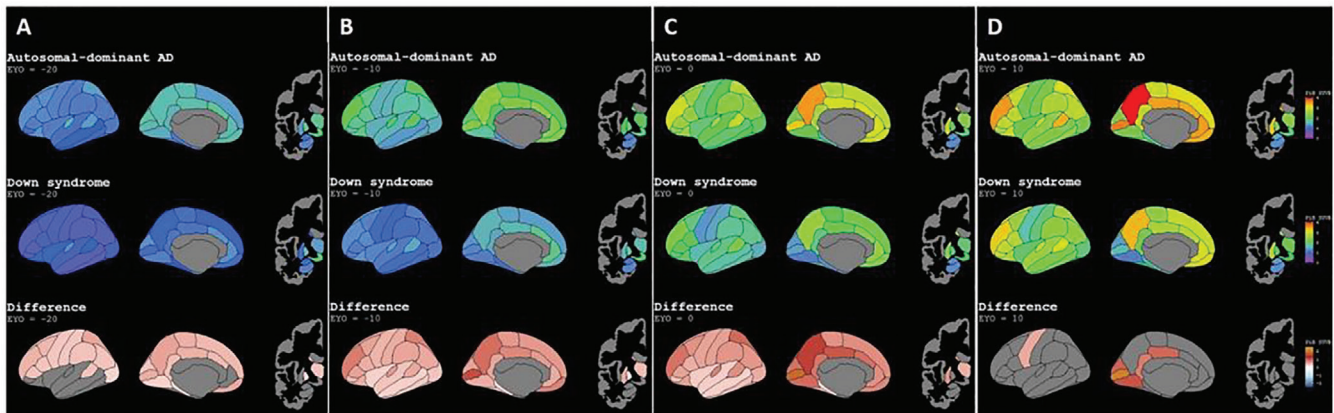 A
Autosomal-dominant AD
EYO = -20
Down syndrome
EYO = -20
Difference
EYO = -20
B
Autosomal-dominant AD
EYO = -10
Down syndrome
EYO = -10
Difference
EYO = -10
C
Autosomal-dominant AD
EYO = 0
Down syndrome
EYO = 0
Difference
EYO = 0
D
Autosomal-dominant AD
EYO = 10
Down syndrome
EYO = 10
Difference
EYO = 10